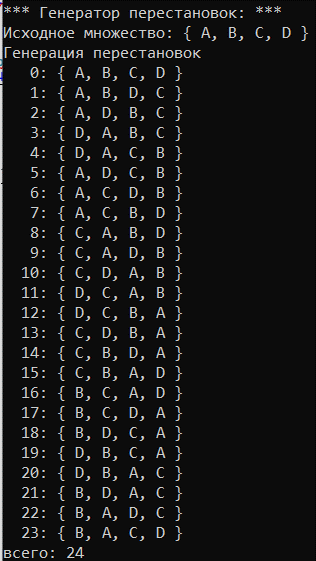 *** Генератор перестановок: ***
Исходное множество: { A, B, C, D }
Генерация перестановок
0: { A, B, C, D }
1: { A, B, D, C }
2: { A, D, B, C }
3: { D, A, B, C }
4: { D, A, C, B }
5: { A, D, C, B }
6: { A, C, D, B }
7: { A, C, B, D }
8: { C, A, B, D }
9: { C, A, D, B }
10: { C, D, A, B }
11: { D, C, A, B }
12: { D, C, B, A }
13: { C, D, B, A }
14: { C, B, D, A }
15: { C, B, A, D }
16: { B, C, A, D }
17: { B, C, D, A }
18: { B, D, C, A }
19: { D, B, C, A }
20: { D, B, A, C }
21: { B, D, A, C }
22: { B, A, D, C }
23: { B, A, C, D }
всего: 24